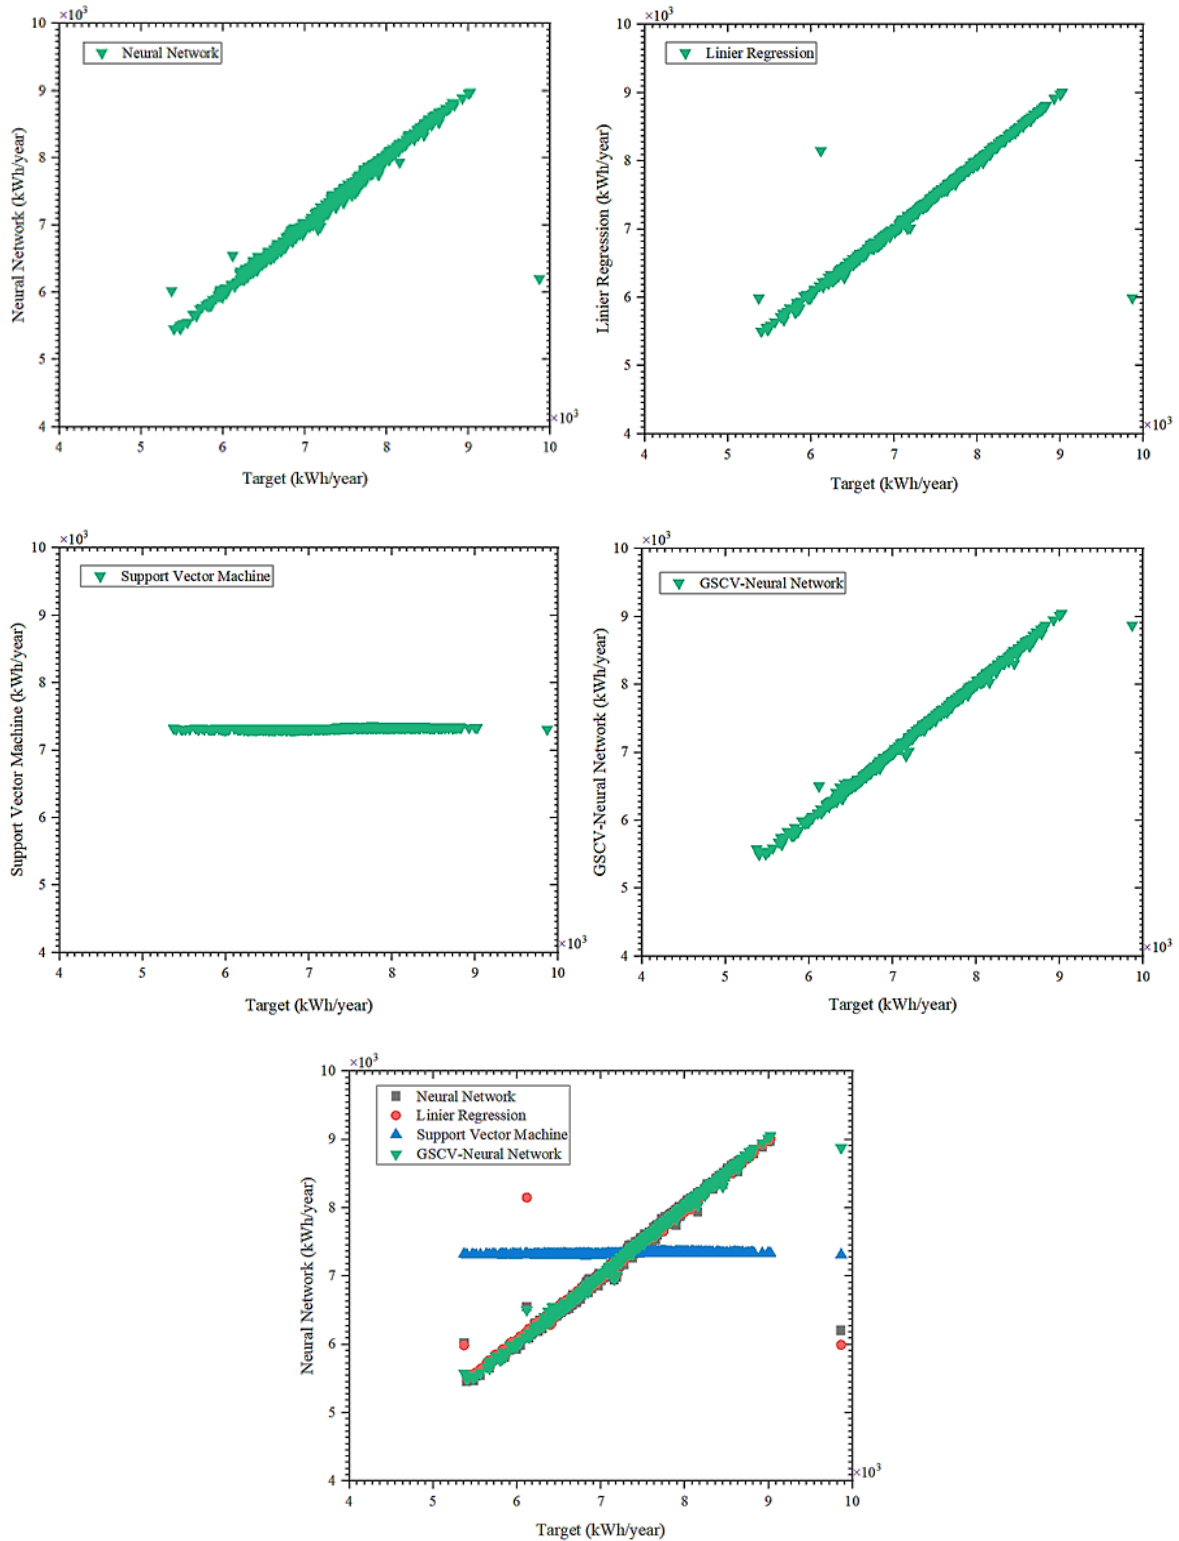 ×10³
10
9
8
7
6
5
4
Neural Network
Neural Network (kWh/year)
×10³
4 5 6 7 8 9 10
Target (kWh/year)
×10³
10
9
8
7
6
5
4
Linier Regression
Linier Regression (kWh/year)
×10³
4 5 6 7 8 9 10
Target (kWh/year)
×10³
10
9
8
7
6
5
4
Support Vector Machine
Support Vector Machine (kWh/year)
×10³
4 5 6 7 8 9 10
Target (kWh/year)
×10³
10
9
8
7
6
5
4
GSCV-Neural Network
GSCV-Neural Network (kWh/year)
×10³
4 5 6 7 8 9 10
Target (kWh/year)
×10³
10
9
8
7
6
5
4
Neural Network
Linier Regression
Support Vector Machine
GSCV-Neural Network
Neural Network (kWh/year)
×10³
4 5 6 7 8 9 10
Target (kWh/year)